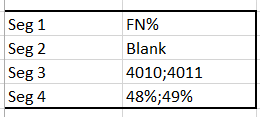 Seg 1 FN%
Seg 2 Blank
Seg 3 4010;4011
Seg 4 48%;49%